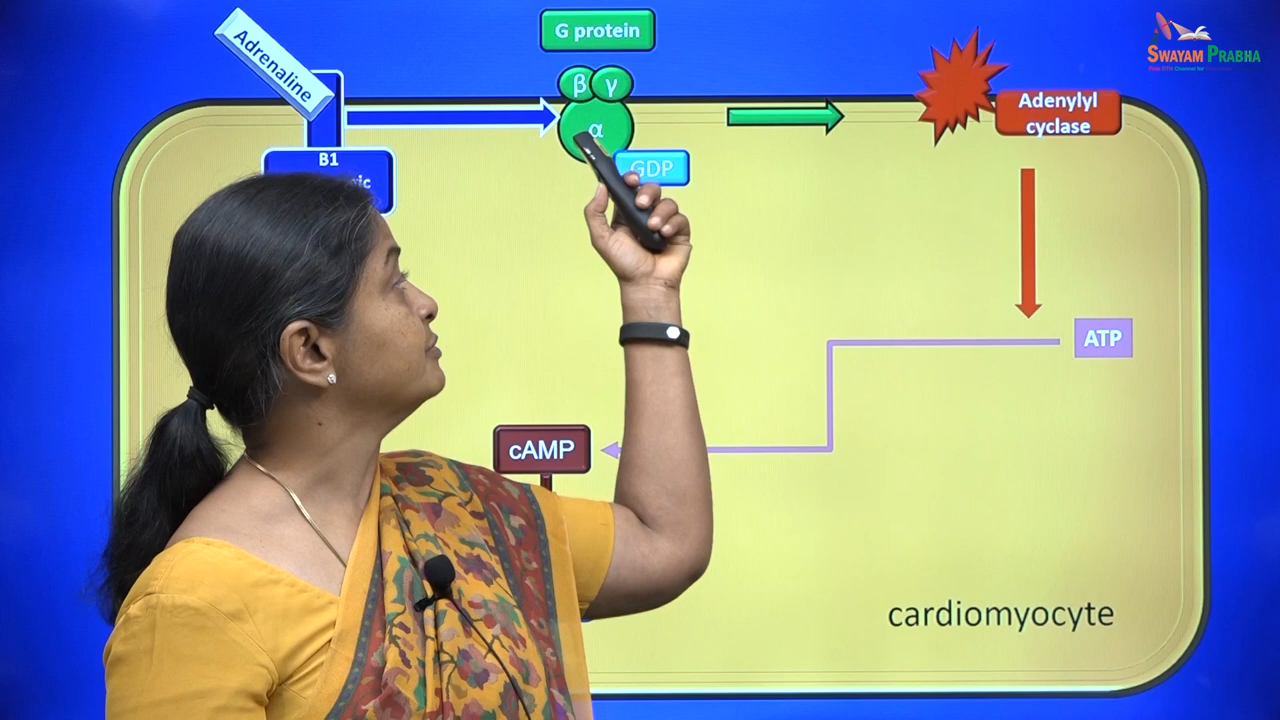 Adrenaline
G protein
β γ
α
GDP
B1
Adenylyl
cyclase
ATP
cAMP
cardiomyocyte
SWAYAM PRABHA